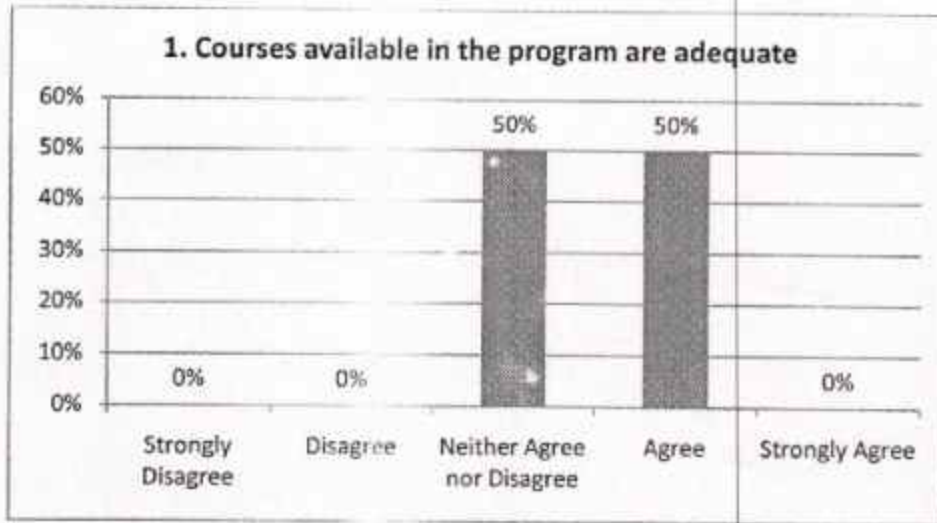 1. Courses available in the program are adequate
60%
50%
40%
30%
20%
10%
0%
0%
0%
50%
50%
0%
Strongly
Disagree
Disagree
Neither Agree
nor Disagree
Agree
Strongly Agree